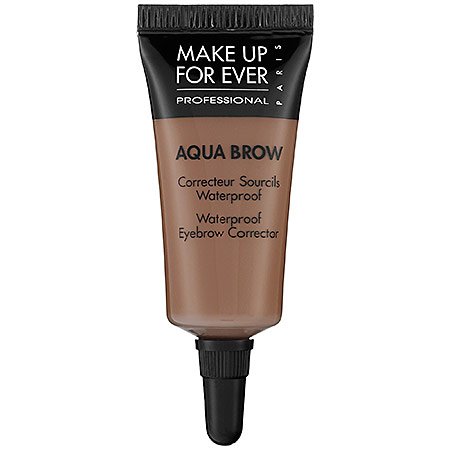 MAKE UP
FOR EVER
PROFESSIONAL
PARIS
AQUA BROW
Correcteur Sourcils
Waterproof
Waterproof
Eyebrow Corrector